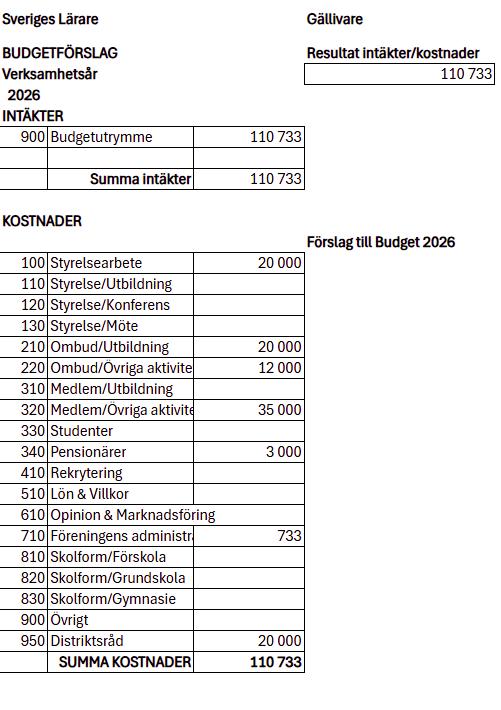 Sveriges Lärare Gällivare
BUDGETFÖRSLAG Resultat intäkter/kostnader
Verksamhetsår 110 733
2026
INTÄKTER
900 Budgetutrymme 110 733
Summa intäkter 110 733
KOSTNADER
Förslag till Budget 2026
100 Styrelsearbete 20 000
110 Styrelse/Utbildning
120 Styrelse/Konferens
130 Styrelse/Möte
210 Ombud/Utbildning 20 000
220 Ombud/Övriga aktivite 12 000
310 Medlem/Utbildning
320 Medlem/Övriga aktivite 35 000
330 Studenter
340 Pensionärer 3 000
410 Rekrytering
510 Lön & Villkor
610 Opinion & Marknadsföring
710 Föreningens administra 733
810 Skolform/Förskola
820 Skolform/Grundskola
830 Skolform/Gymnasie
900 Övrigt
950 Distriktsråd 20 000
SUMMA KOSTNADER 110 733